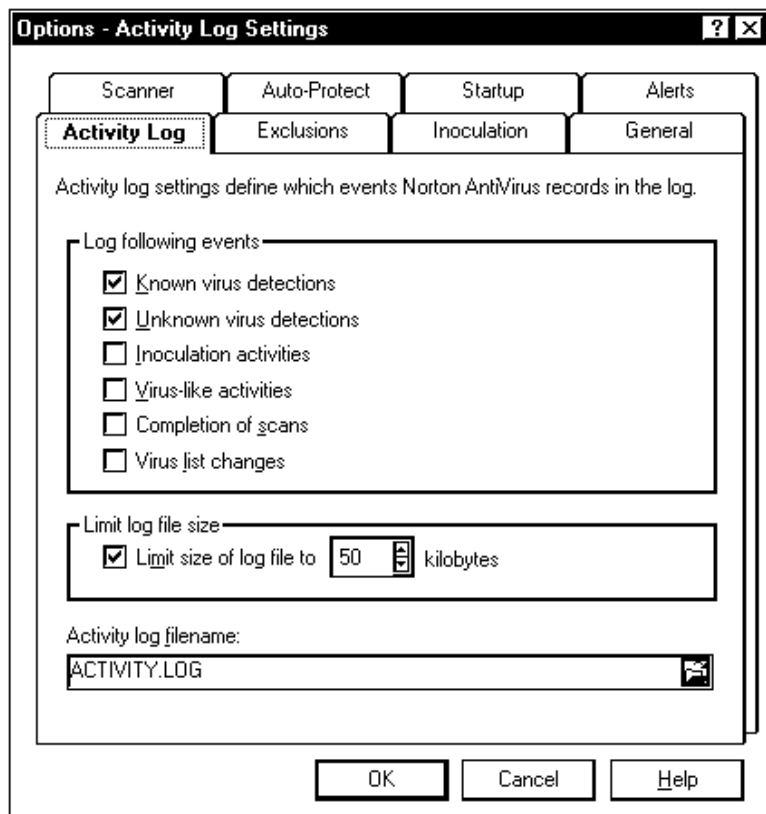 Options - Activity Log Settings
Scanner Auto-Protect Startup Alerts
Activity Log Exclusions Inoculation General
Activity log settings define which events Norton AntiVirus records in the log.
Log following events
Known virus detections
Unknown virus detections
Inoculation activities
Virus-like activities
Completion of scans
Virus list changes
Limit log file size
Limit size of log file to 50 kilobytes
Activity log filename:
ACTIVITY.LOG
OK Cancel Help